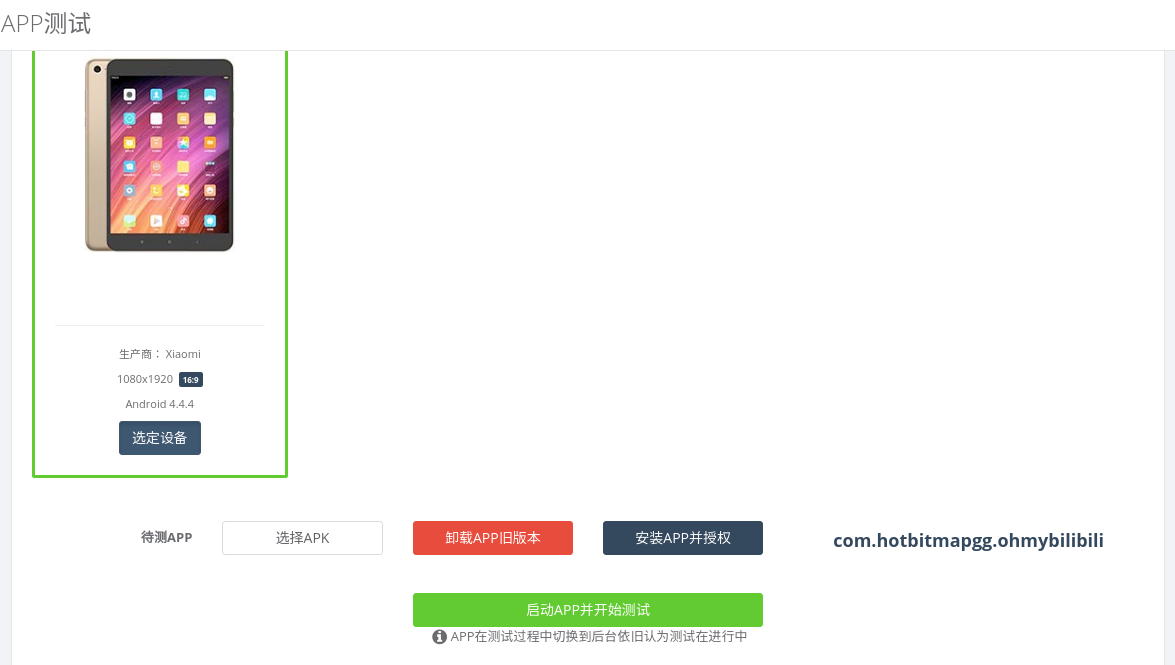 APP测试
生产商： Xiaomi
1080x1920 16:9
Android 4.4.4
选定设备
待测APP 选择APK 卸载APP旧版本 安装APP并授权 com.hotbitmapgg.ohmybilibili
启动APP并开始测试
APP在测试过程中切换到后台依旧认为测试在进行中